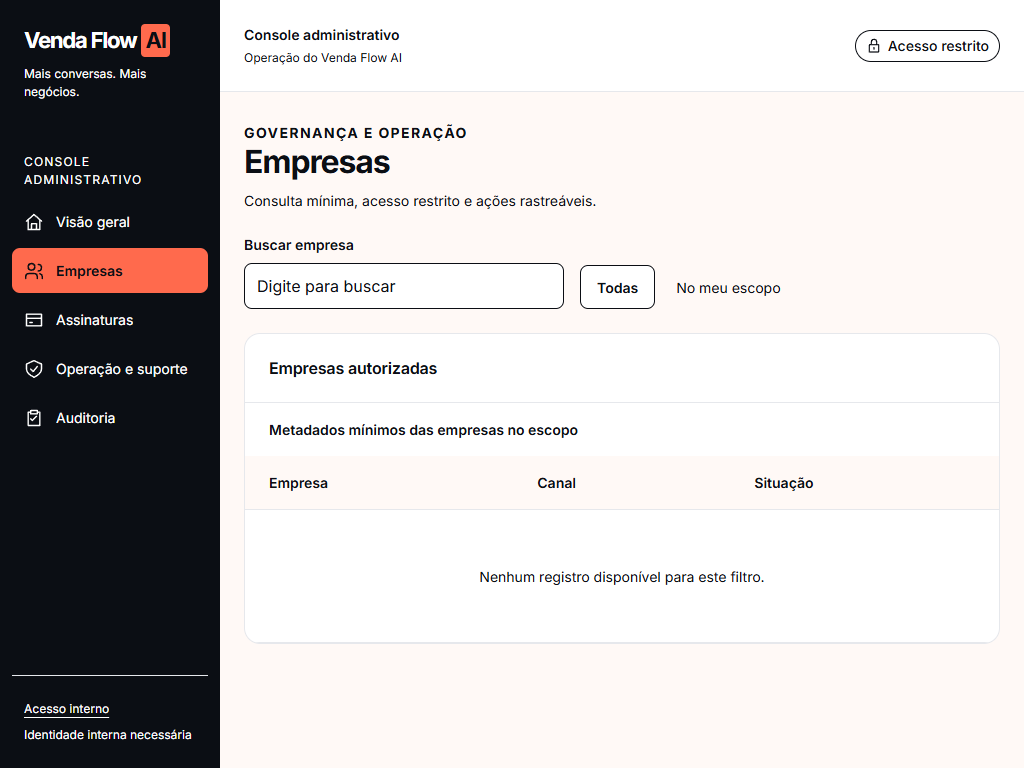 Venda Flow AI
Mais conversas. Mais
negócios.
CONSOLE
ADMINISTRATIVO
Visão geral
Empresas
Assinaturas
Operação e suporte
Auditoria
Acesso interno
Identidade interna necessária
Console administrativo
Operação do Venda Flow AI
Acesso restrito
GOVERNANÇA E OPERAÇÃO
Empresas
Consulta mínima, acesso restrito e ações rastreáveis.
Buscar empresa
Digite para buscar
Todas
No meu escopo
Empresas autorizadas
Metadados mínimos das empresas no escopo
Empresa Canal Situação
Nenhum registro disponível para este filtro.